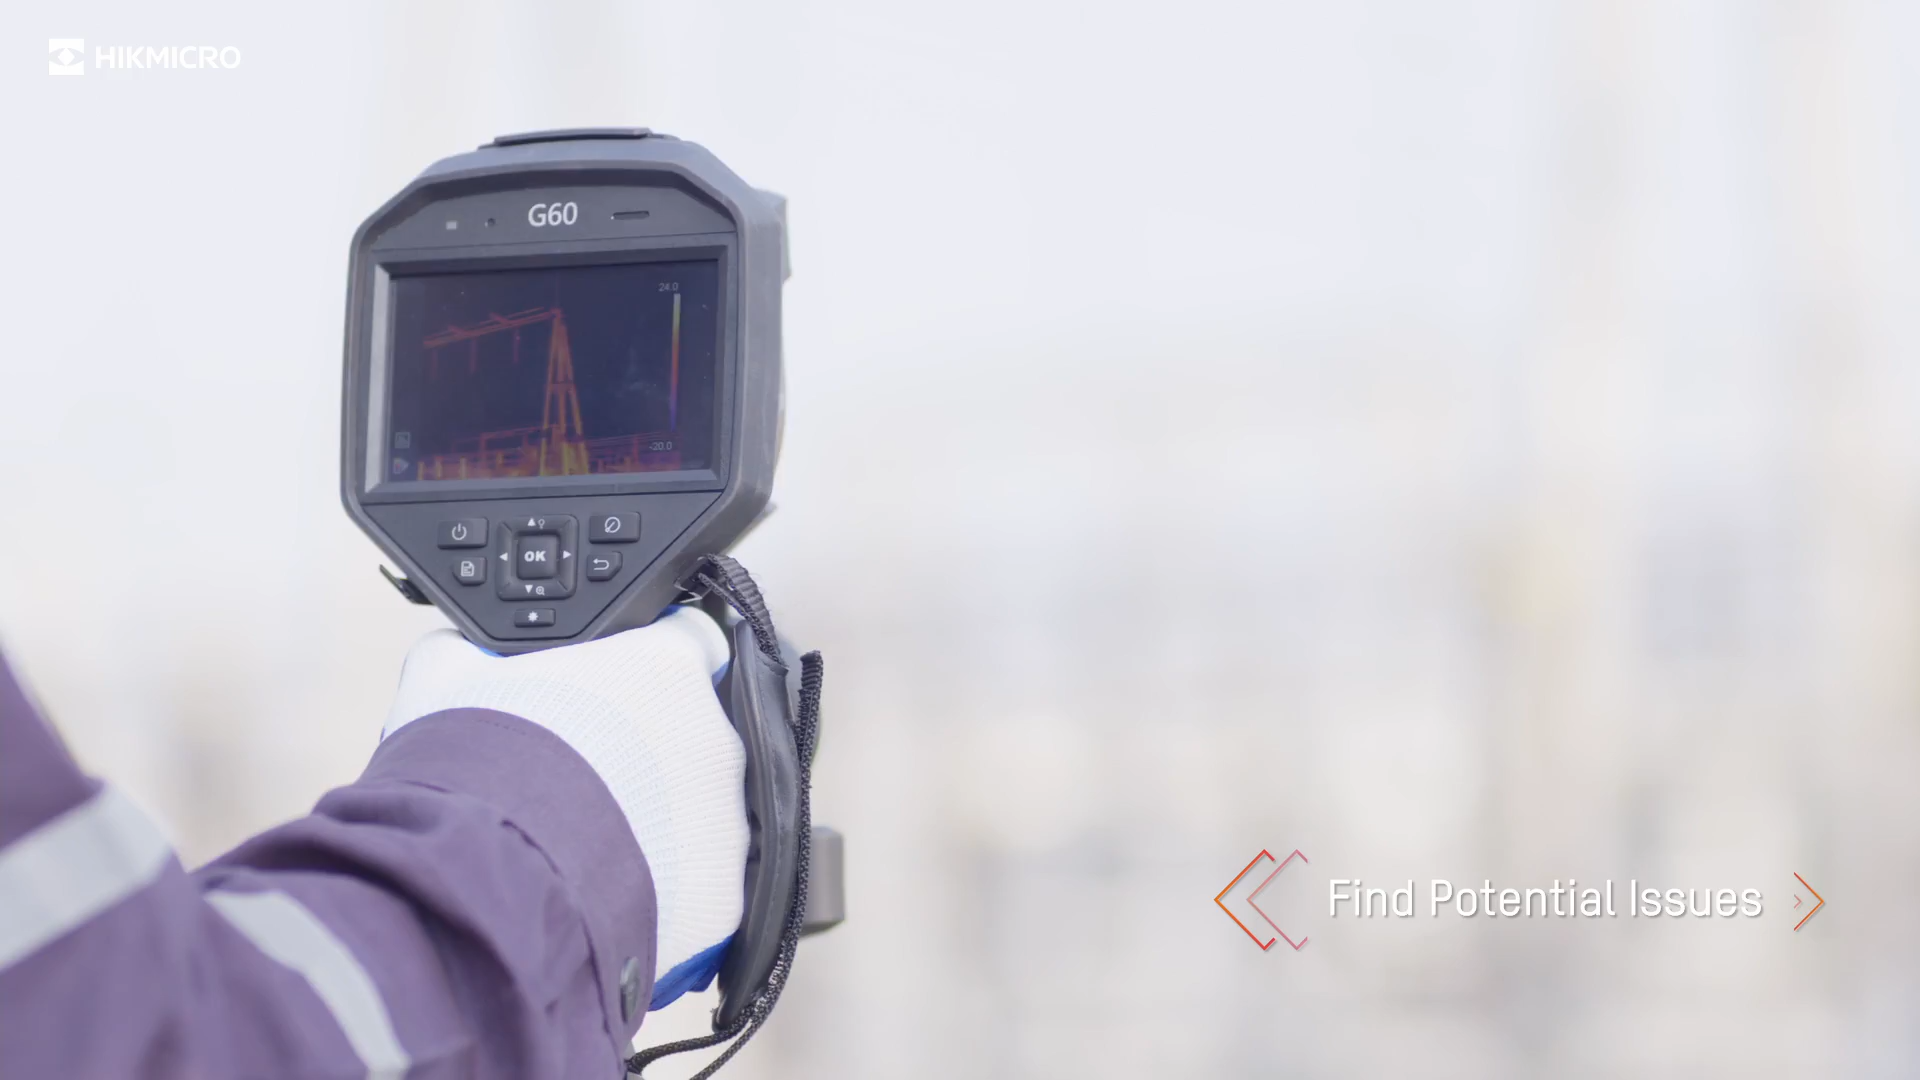 HIKMICRO
G60
24.0
-20.0
OK
Find Potential Issues